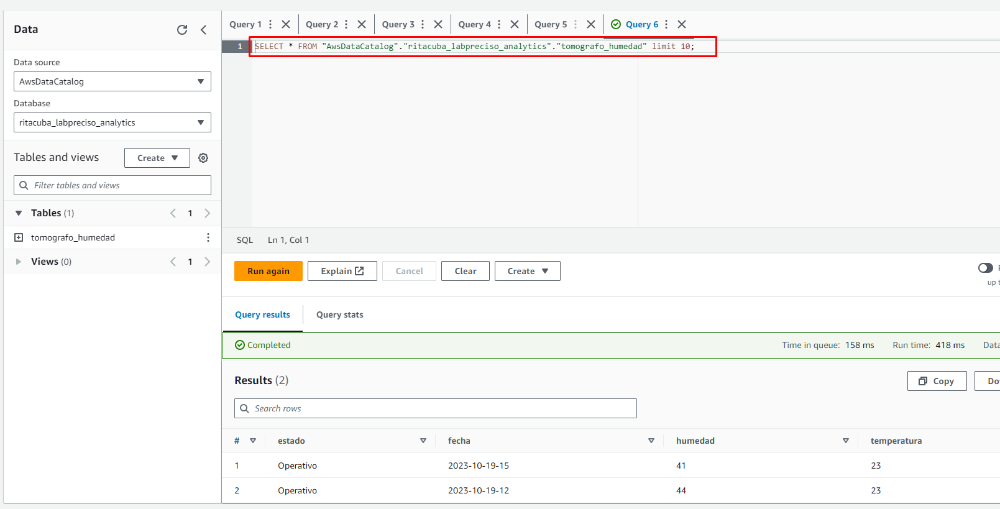 Data
Data source
AwsDataCatalog
Database
ritacuba_labpreciso_analytics
Tables and views
Create
Filter tables and views
Tables (1)
1
tomografo_humedad
Views (0)
1
Query 1
Query 2
Query 3
Query 4
Query 5
Query 6
1 SELECT * FROM "AwsDataCatalog"."ritacuba_labpreciso_analytics"."tomografo_humedad" limit 10;
SQL Ln 1, Col 1
Run again
Explain
Cancel
Clear
Create
up t
Query results
Query stats
Completed
Time in queue: 158 ms Run time: 418 ms Data
Results (2)
Copy
Do
Search rows
# estado fecha humedad temperatura
1 Operativo 2023-10-19-15 41 23
2 Operativo 2023-10-19-12 44 23